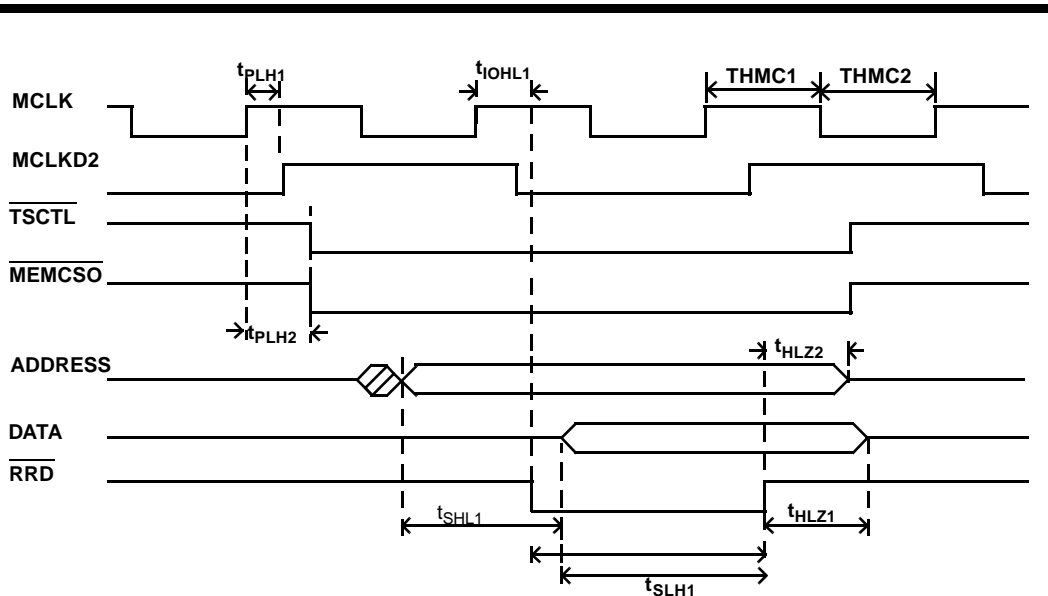 tPLH1
tIOHL1
THMC1
THMC2
MCLK
MCLKD2
TSCTL
MEMCSO
tPLH2
tHLZ2
ADDRESS
DATA
RRD
tSHL1
tHLZ1
tSLH1